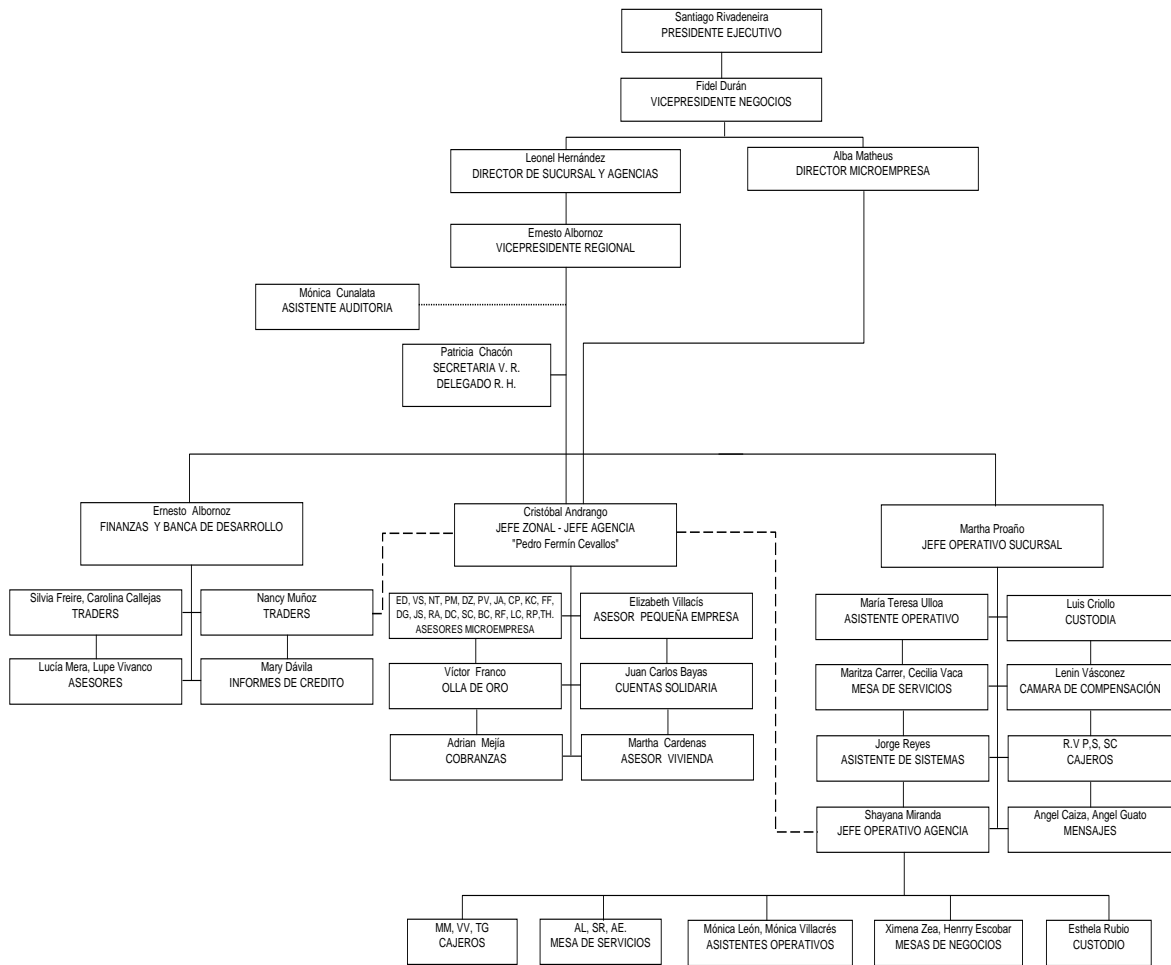 Santiago Rivadeneira
PRESIDENTE EJECUTIVO
Fidel Durán
VICEPRESIDENTE NEGOCIOS
Leonel Hernández
DIRECTOR DE SUCURSAL Y AGENCIAS
Alba Matheus
DIRECTOR MICROEMPRESA
Ernesto Albornoz
VICEPRESIDENTE REGIONAL
Mónica Cunalata
ASISTENTE AUDITORIA
Patricia Chacón
SECRETARIA V. R.
DELEGADO R. H.
Ernesto Albornoz
FINANZAS Y BANCA DE DESARROLLO
Cristóbal Andrango
JEFE ZONAL - JEFE AGENCIA
"Pedro Fermín Cevallos"
Martha Proaño
JEFE OPERATIVO SUCURSAL
Silvia Freire, Carolina Callejas
TRADERS
Nancy Muñoz
TRADERS
Lucía Mera, Lupe Vivanco
ASESORES
Mary Dávila
INFORMES DE CREDITO
ED, VS, NT, PM, DZ, PV, JA, CP, KC, FF,
DG, JS, RA, DC, SC, BC, RF, LC, RP,TH.
ASESORES MICROEMPRESA
Elizabeth Villacís
ASESOR PEQUEÑA EMPRESA
Víctor Franco
OLLA DE ORO
Juan Carlos Bayas
CUENTAS SOLIDARIA
Adrian Mejía
COBRANZAS
Martha Cardenas
ASESOR VIVIENDA
María Teresa Ulloa
ASISTENTE OPERATIVO
Luis Criollo
CUSTODIA
Maritza Carrer, Cecilia Vaca
MESA DE SERVICIOS
Lenin Vásconez
CAMARA DE COMPENSACIÓN
Jorge Reyes
ASISTENTE DE SISTEMAS
R.V P,S, SC
CAJEROS
Shayana Miranda
JEFE OPERATIVO AGENCIA
Angel Caiza, Angel Guato
MENSAJES
MM, VV, TG
CAJEROS
AL, SR, AE.
MESA DE SERVICIOS
Mónica León, Mónica Villacrés
ASISTENTES OPERATIVOS
Ximena Zea, Henrry Escobar
MESAS DE NEGOCIOS
Esthela Rubio
CUSTODIO